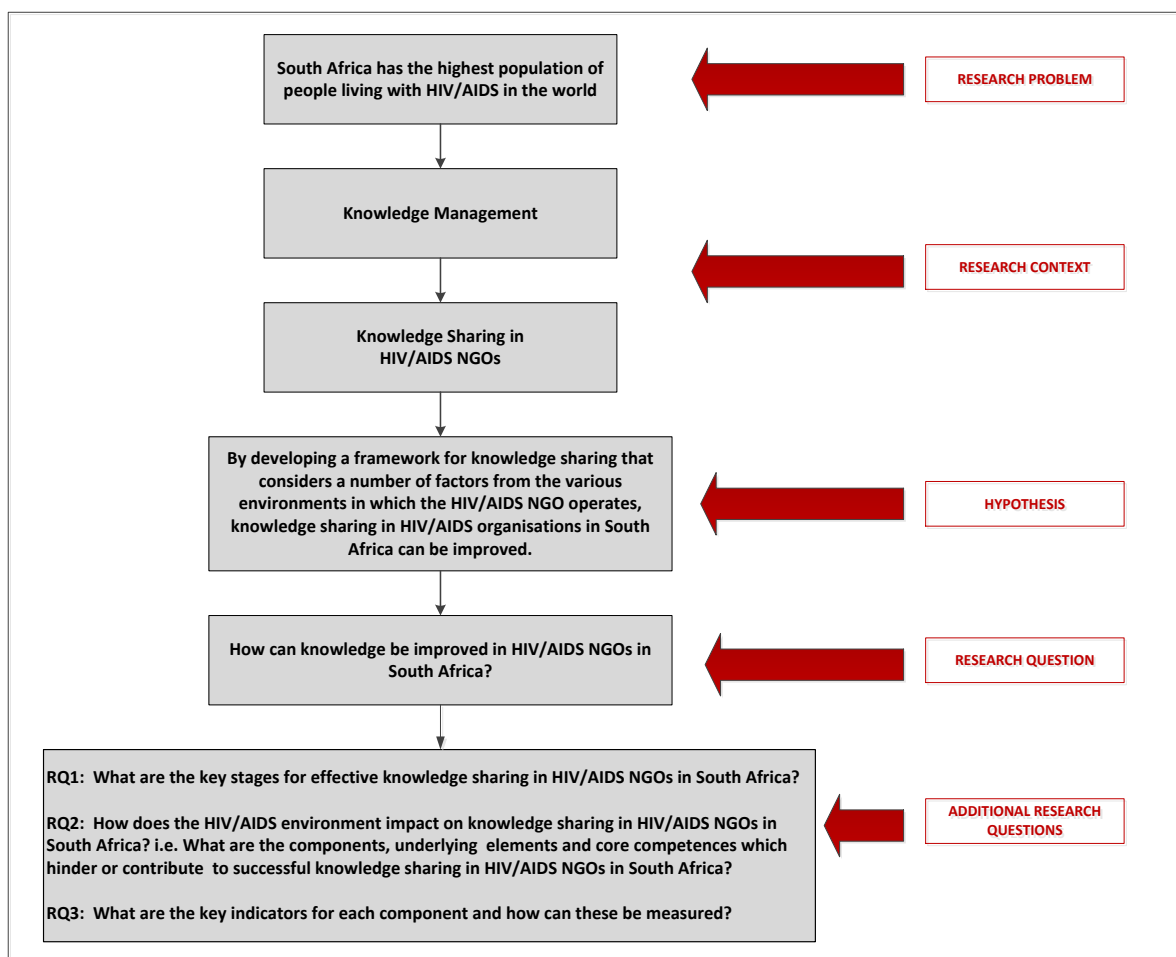 South Africa has the highest population of
people living with HIV/AIDS in the world
RESEARCH PROBLEM
Knowledge Management
RESEARCH CONTEXT
Knowledge Sharing in
HIV/AIDS NGOs
By developing a framework for knowledge sharing that
considers a number of factors from the various
environments in which the HIV/AIDS NGO operates,
knowledge sharing in HIV/AIDS organisations in South
Africa can be improved.
HYPOTHESIS
How can knowledge be improved in HIV/AIDS NGOs in
South Africa?
RESEARCH QUESTION
RQ1: What are the key stages for effective knowledge sharing in HIV/AIDS NGOs in South Africa?
RQ2: How does the HIV/AIDS environment impact on knowledge sharing in HIV/AIDS NGOs in
South Africa? i.e. What are the components, underlying elements and core competences which
hinder or contribute to successful knowledge sharing in HIV/AIDS NGOs in South Africa?
RQ3: What are the key indicators for each component and how can these be measured?
ADDITIONAL RESEARCH
QUESTIONS